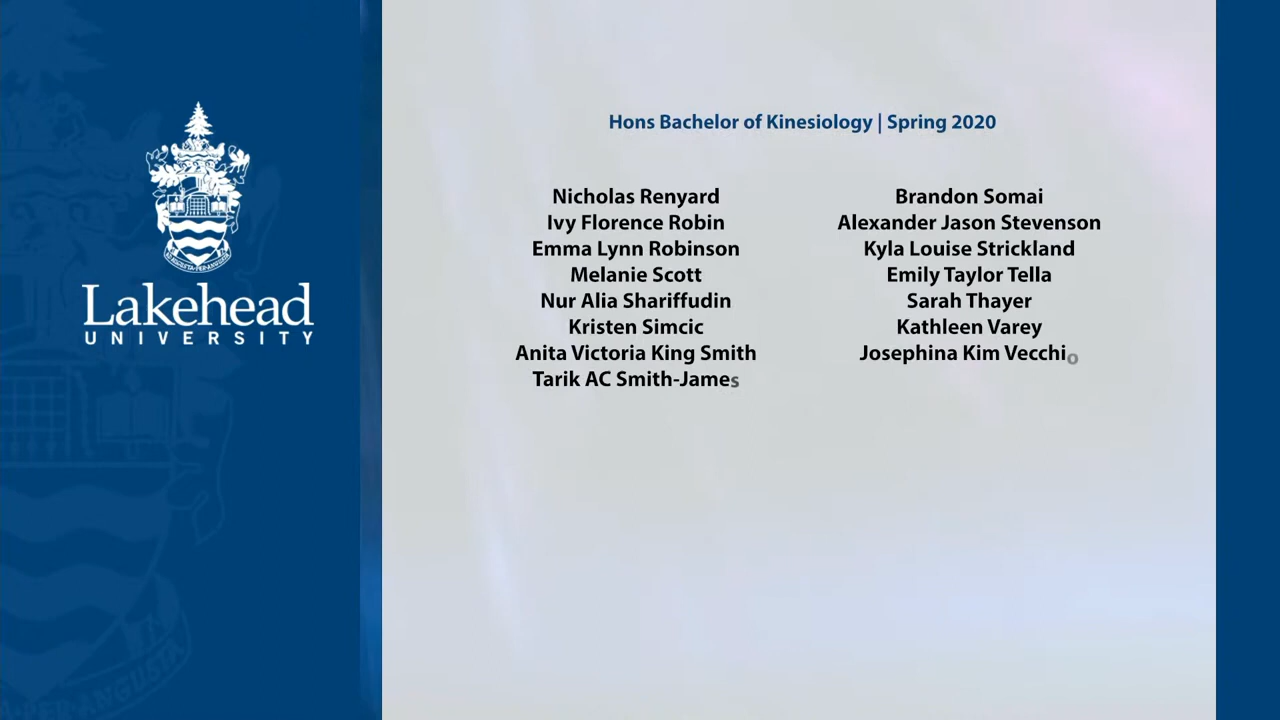 Lakehead
UNIVERSITY
Hons Bachelor of Kinesiology | Spring 2020
Nicholas Renyard
Ivy Florence Robin
Emma Lynn Robinson
Melanie Scott
Nur Alia Shariffudin
Kristen Simcic
Anita Victoria King Smith
Tarik AC Smith-James
Brandon Somai
Alexander Jason Stevenson
Kyla Louise Strickland
Emily Taylor Tella
Sarah Thayer
Kathleen Varey
Josephina Kim Vecchio